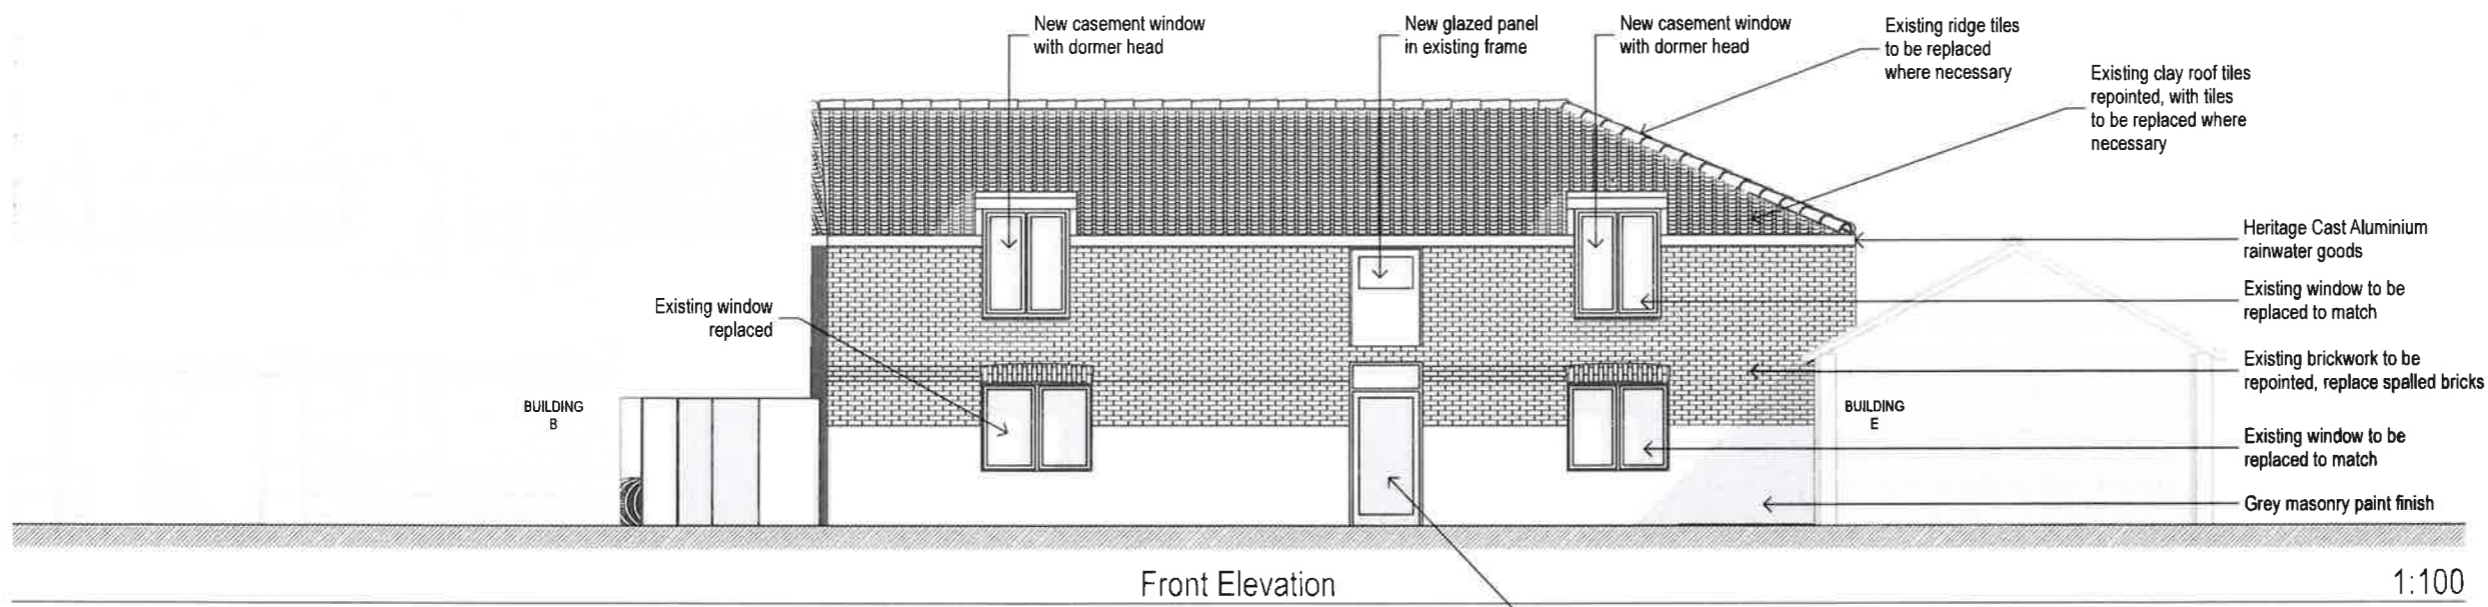 New casement window
with dormer head
New glazed panel
in existing frame
New casement window
with dormer head
Existing ridge tiles
to be replaced
where necessary
Existing clay roof tiles
repointed, with tiles
to be replaced where
necessary
Heritage Cast Aluminium
rainwater goods
Existing window to be
replaced to match
Existing window
replaced
Existing brickwork to be
repointed, replace spalled bricks
BUILDING
B
BUILDING
E
Existing window to be
replaced to match
Grey masonry paint finish
Front Elevation
1:100